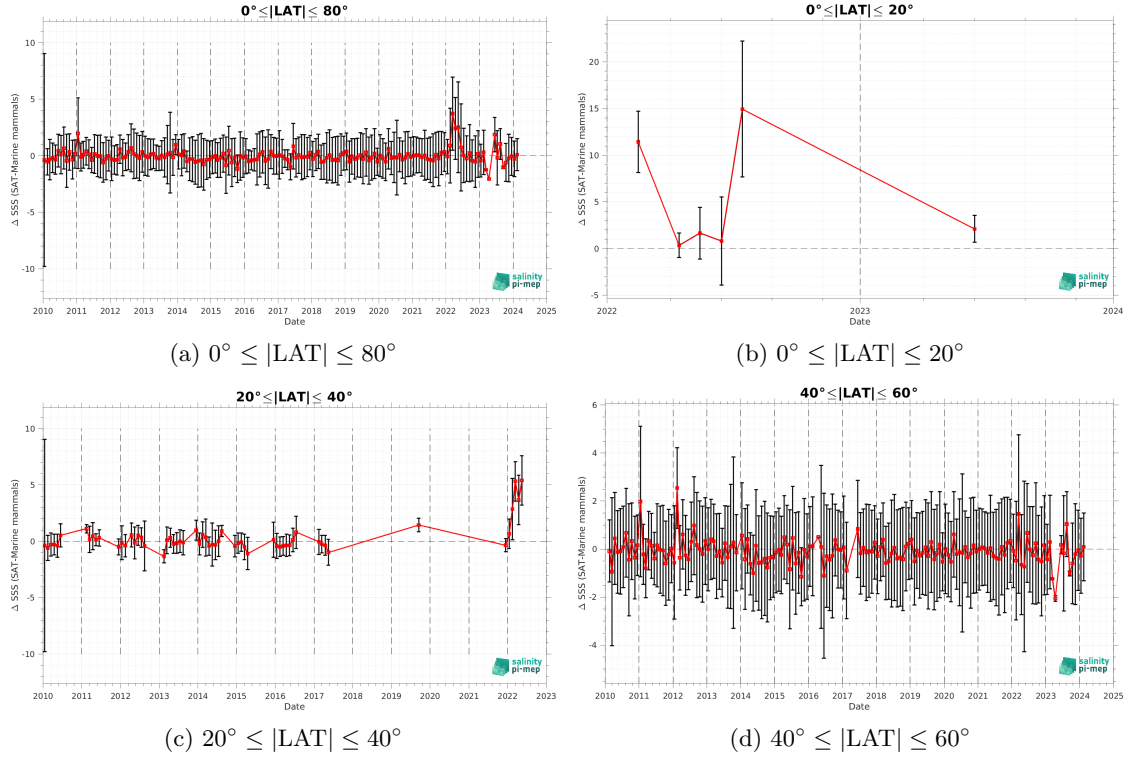 0°≤|LAT|≤ 80°
10
5
0
-5
-10
Δ SSS (SAT-Marine mammals)
salinity
pi-mep
2010 2011 2012 2013 2014 2015 2016 2017 2018 2019 2020 2021 2022 2023 2024 2025
Date
(a) 0° ≤ |LAT| ≤ 80°
0°≤|LAT|≤ 20°
20
15
10
5
0
-5
Δ SSS (SAT-Marine mammals)
salinity
pi-mep
2022 2023 2024
Date
(b) 0° ≤ |LAT| ≤ 20°
20°≤|LAT|≤ 40°
10
5
0
-5
-10
Δ SSS (SAT-Marine mammals)
salinity
pi-mep
2010 2011 2012 2013 2014 2015 2016 2017 2018 2019 2020 2021 2022 2023
Date
(c) 20° ≤ |LAT| ≤ 40°
40°≤|LAT|≤ 60°
6
4
2
0
-2
-4
Δ SSS (SAT-Marine mammals)
salinity
pi-mep
2010 2011 2012 2013 2014 2015 2016 2017 2018 2019 2020 2021 2022 2023 2024 2025
Date
(d) 40° ≤ |LAT| ≤ 60°